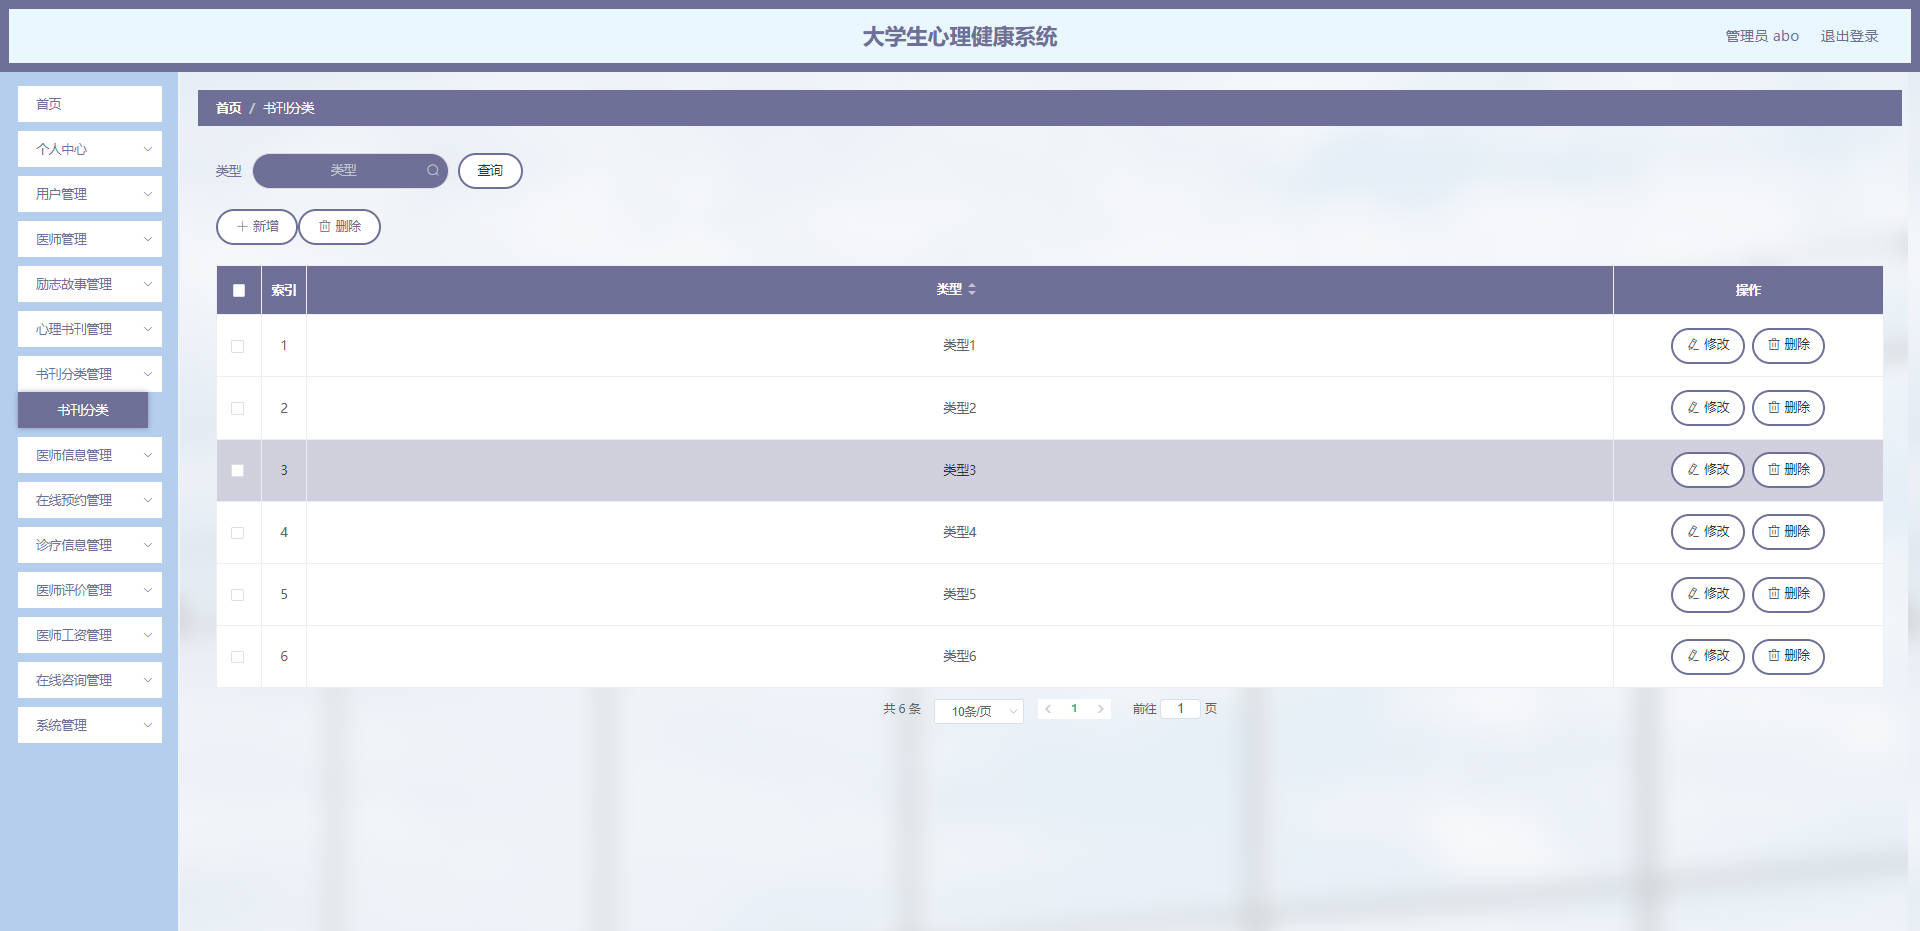 大学生心理健康系统
管理员 abo 退出登录
首页
个人中心
用户管理
医师管理
励志故事管理
心理书刊管理
书刊分类管理
书刊分类
医师信息管理
在线预约管理
诊疗信息管理
医师评价管理
医师工资管理
在线咨询管理
系统管理
首页 / 书刊分类
类型 类型 查询
新增 删除
索引 类型 操作
1 类型1 修改 删除
2 类型2 修改 删除
3 类型3 修改 删除
4 类型4 修改 删除
5 类型5 修改 删除
6 类型6 修改 删除
共 6 条 10条/页 1 前往 1 页